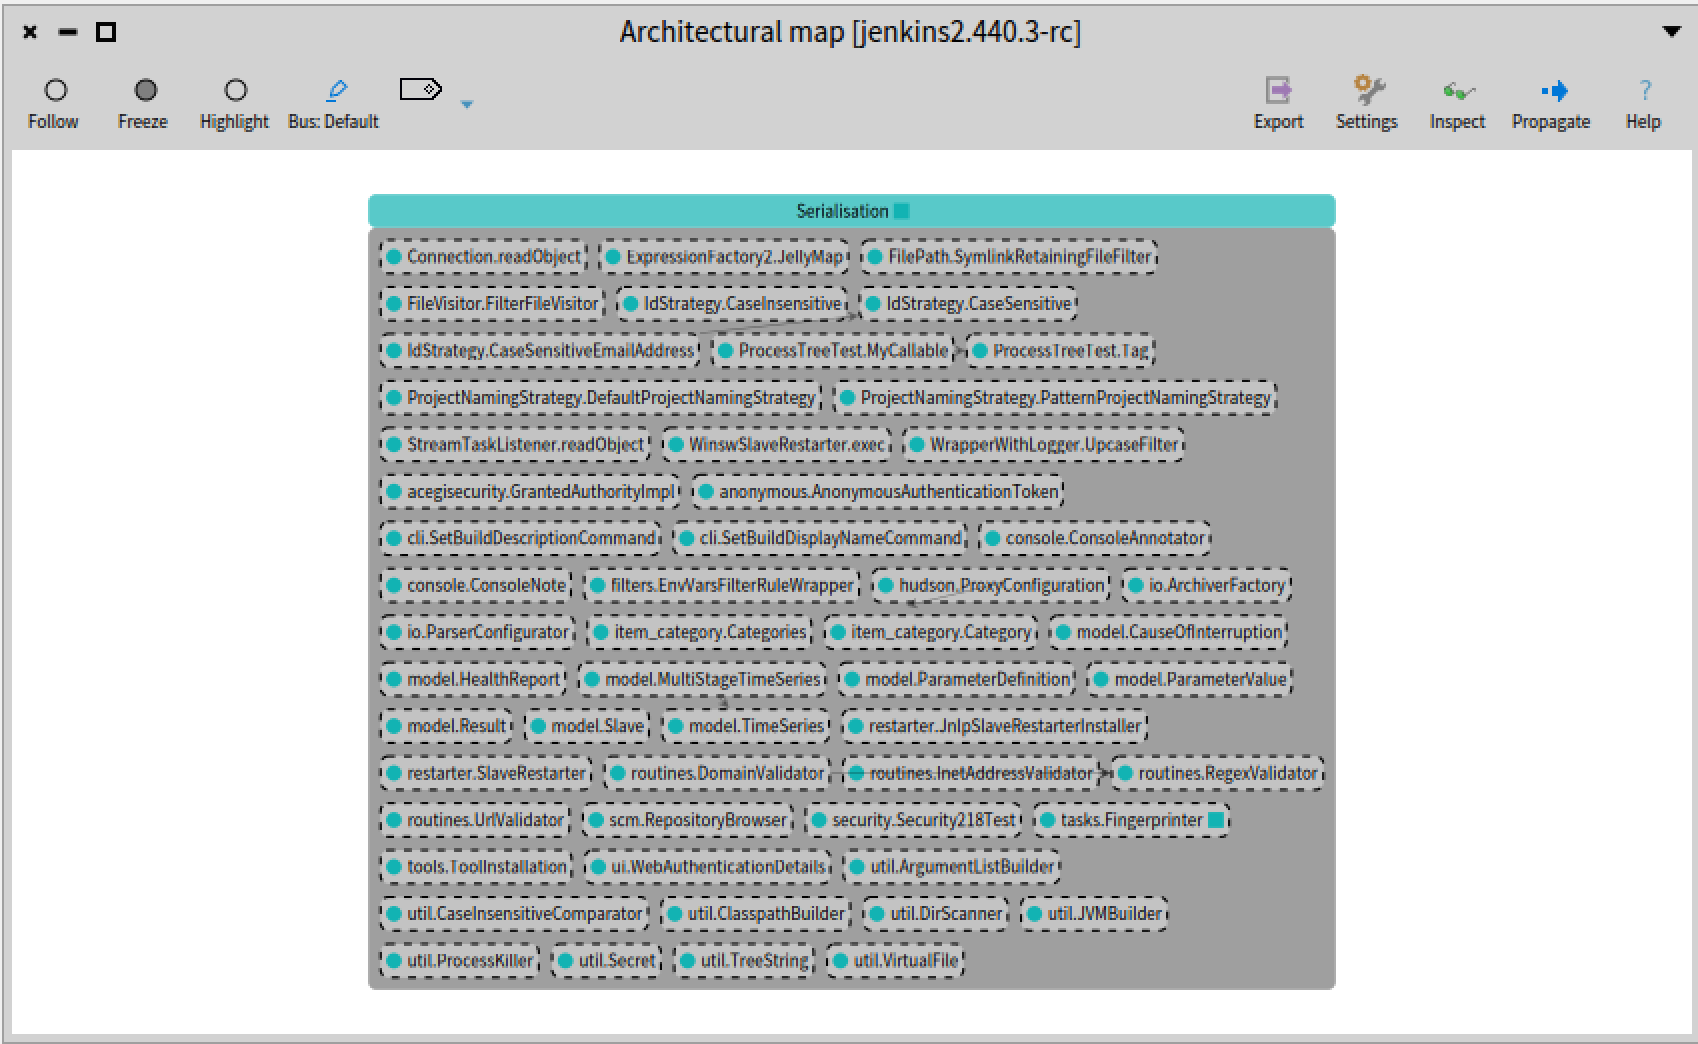 Architectural map [jenkins2.440.3-rc]
Follow Freeze Highlight Bus: Default Export Settings Inspect Propagate ? Help
Serialisation
Connection.readObject ExpressionFactory2.JellyMap FilePath.SymlinkRetainingFileFilter
FileVisitor.FilterFileVisitor IdStrategy.CaseInsensitive IdStrategy.CaseSensitive
IdStrategy.CaseSensitiveEmailAddress ProcessTreeTest.MyCallable ProcessTreeTest.Tag
ProjectNamingStrategy.DefaultProjectNamingStrategy ProjectNamingStrategy.PatternProjectNamingStrategy
StreamTaskListener.readObject WinswSlaveRestarter.exec WrapperWithLogger.UpcaseFilter
acegisecurity.GrantedAuthorityImpl anonymous.AnonymousAuthenticationToken
cli.SetBuildDescriptionCommand cli.SetBuildDisplayNameCommand console.ConsoleAnnotator
console.ConsoleNote filters.EnvVarsFilterRuleWrapper hudson.ProxyConfiguration io.ArchiverFactory
io.ParserConfigurator item_category.Categories item_category.Category model.CauseOfInterruption
model.HealthReport model.MultiStageTimeSeries model.ParameterDefinition model.ParameterValue
model.Result model.Slave model.TimeSeries restarter.JnlpSlaveRestarterInstaller
restarter.SlaveRestarter routines.DomainValidator routines.InetAddressValidator routines.RegexValidator
routines.UrlValidator scm.RepositoryBrowser security.Security218Test tasks.Fingerprinter
tools.ToolInstallation ui.WebAuthenticationDetails util.ArgumentListBuilder
util.CaseInsensitiveComparator util.ClasspathBuilder util.DirScanner util.JVMBuilder
util.ProcessKiller util.Secret util.TreeString util.VirtualFile